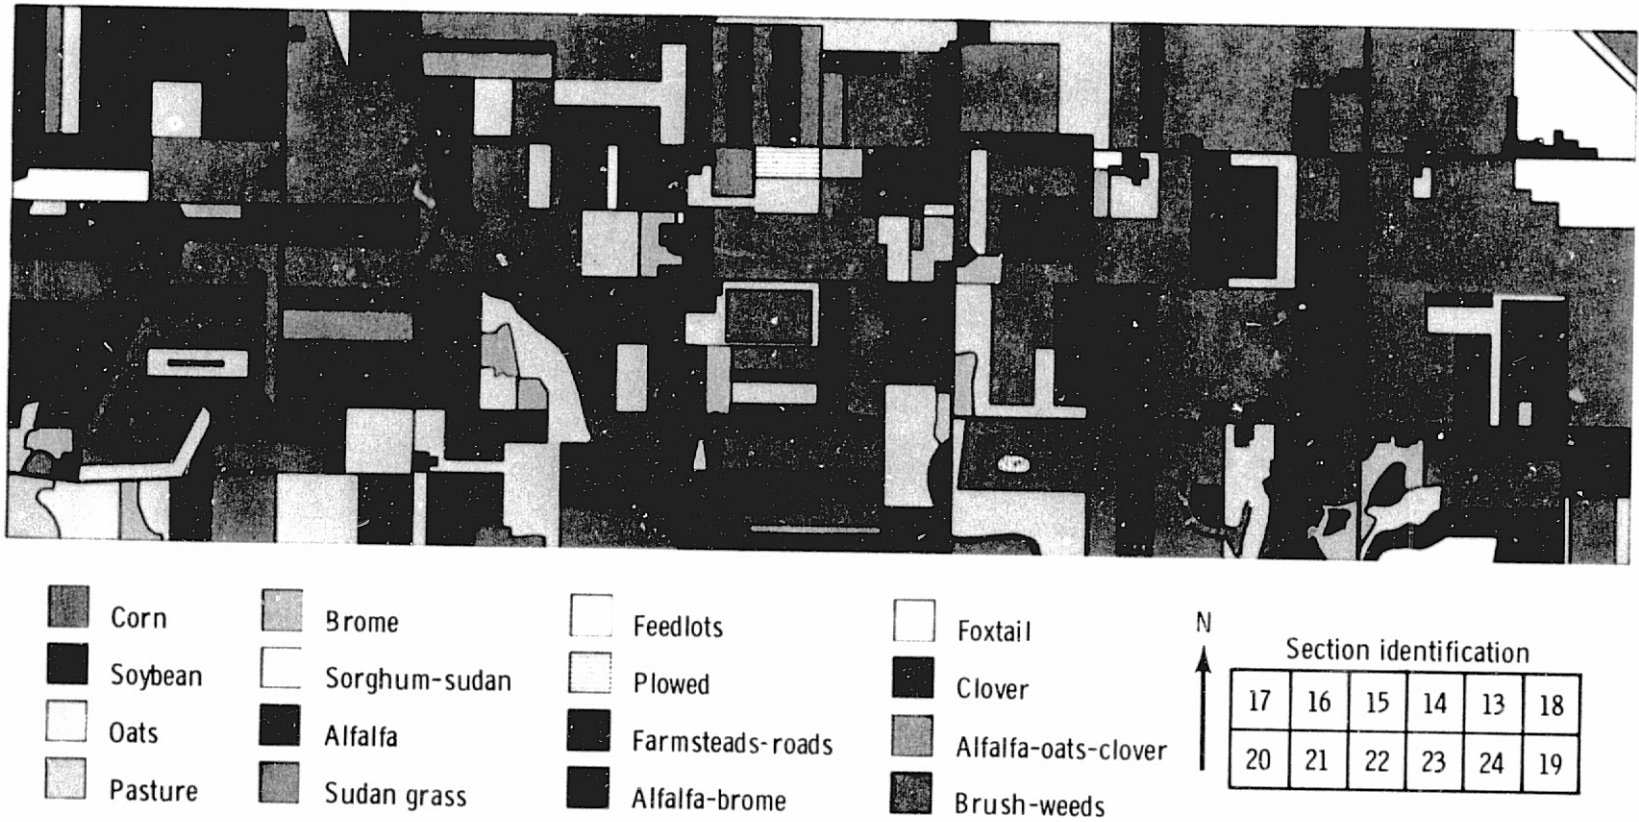 Corn
Soybean
Oats
Pasture
Brome
Sorghum-sudan
Alfalfa
Sudan grass
Feedlots
Plowed
Farmsteads-roads
Alfalfa-brome
Foxtail
Clover
Alfalfa-oats-clover
Brush-weeds
N
Section identification
17 16 15 14 13 18
20 21 22 23 24 19